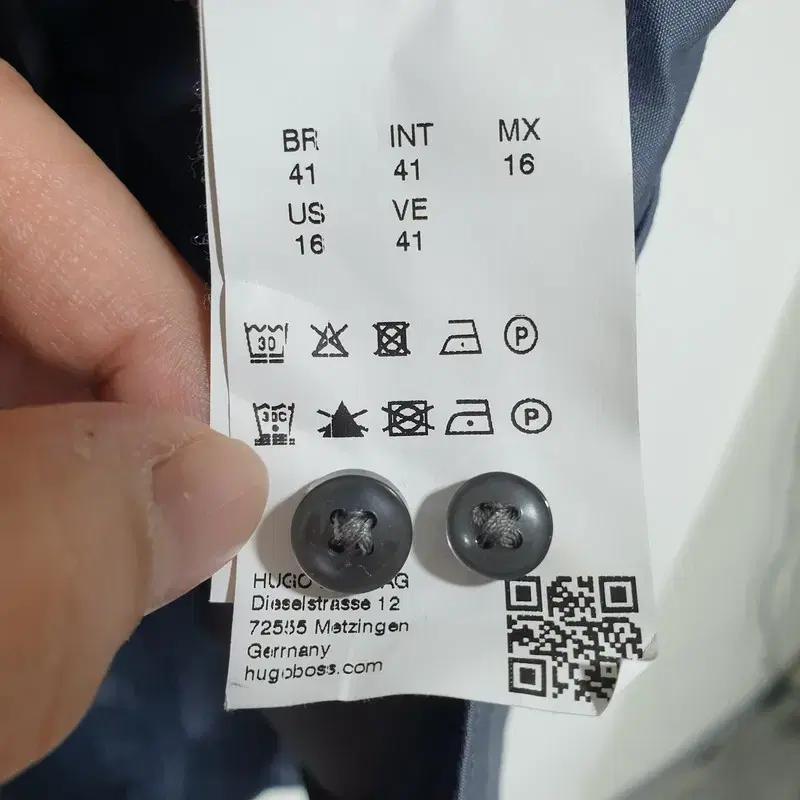 BR INT MX
41 41 16
US VE
16 41
30 P
30C P
HUGO AG
Dieselstrasse 12
72555 Metzingen
Germany
hugoboss.com